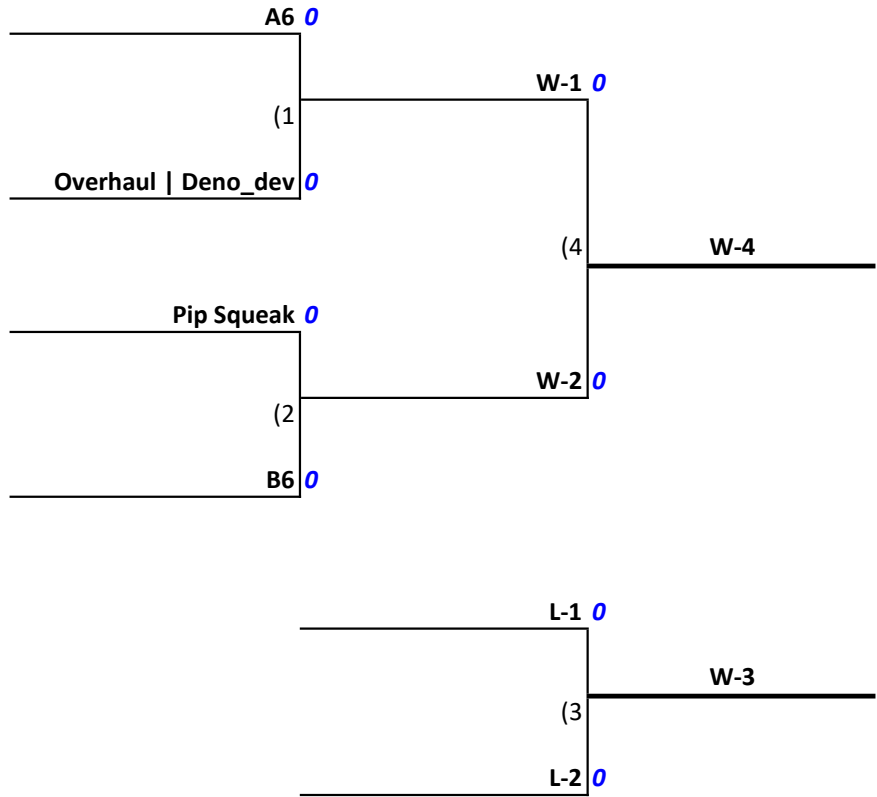 A6 0
W-1 0
(1
Overhaul | Deno_dev 0
(4
W-4
Pip Squeak 0
W-2 0
(2
B6 0
L-1 0
W-3
(3
L-2 0